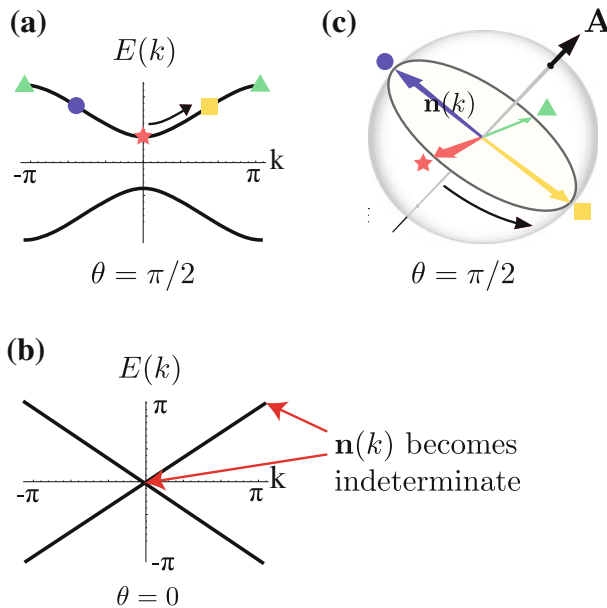 (a)
E(k)
-π
π
k
θ = π/2
(c)
A
n(k)
:
θ = π/2
(b)
E(k)
π
-π
π
k
-π
θ = 0
n(k) becomes
indeterminate